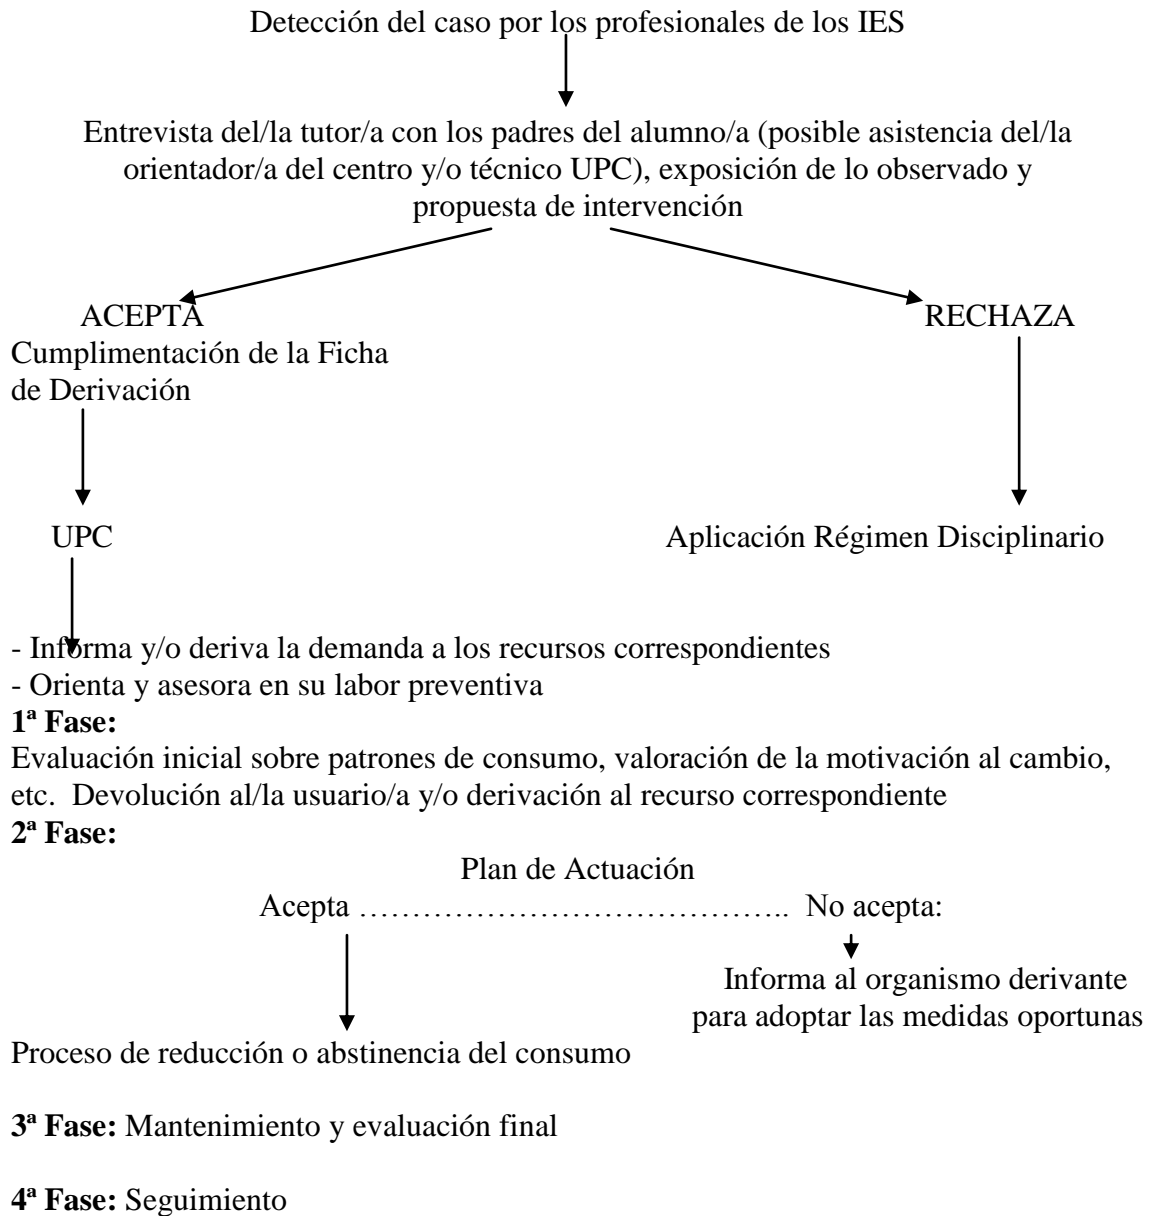 Detección del caso por los profesionales de los IES
Entrevista del/la tutor/a con los padres del alumno/a (posible asistencia del/la
orientador/a del centro y/o técnico UPC), exposición de lo observado y
propuesta de intervención
ACEPTA
RECHAZA
Cumplimentación de la Ficha
de Derivación
UPC
Aplicación Régimen Disciplinario
- Informa y/o deriva la demanda a los recursos correspondientes
- Orienta y asesora en su labor preventiva
1ª Fase:
Evaluación inicial sobre patrones de consumo, valoración de la motivación al cambio,
etc. Devolución al/la usuario/a y/o derivación al recurso correspondiente
2ª Fase:
Plan de Actuación
Acepta ………………………………….. No acepta:
Informa al organismo derivante
para adoptar las medidas oportunas
Proceso de reducción o abstinencia del consumo
3ª Fase: Mantenimiento y evaluación final
4ª Fase: Seguimiento